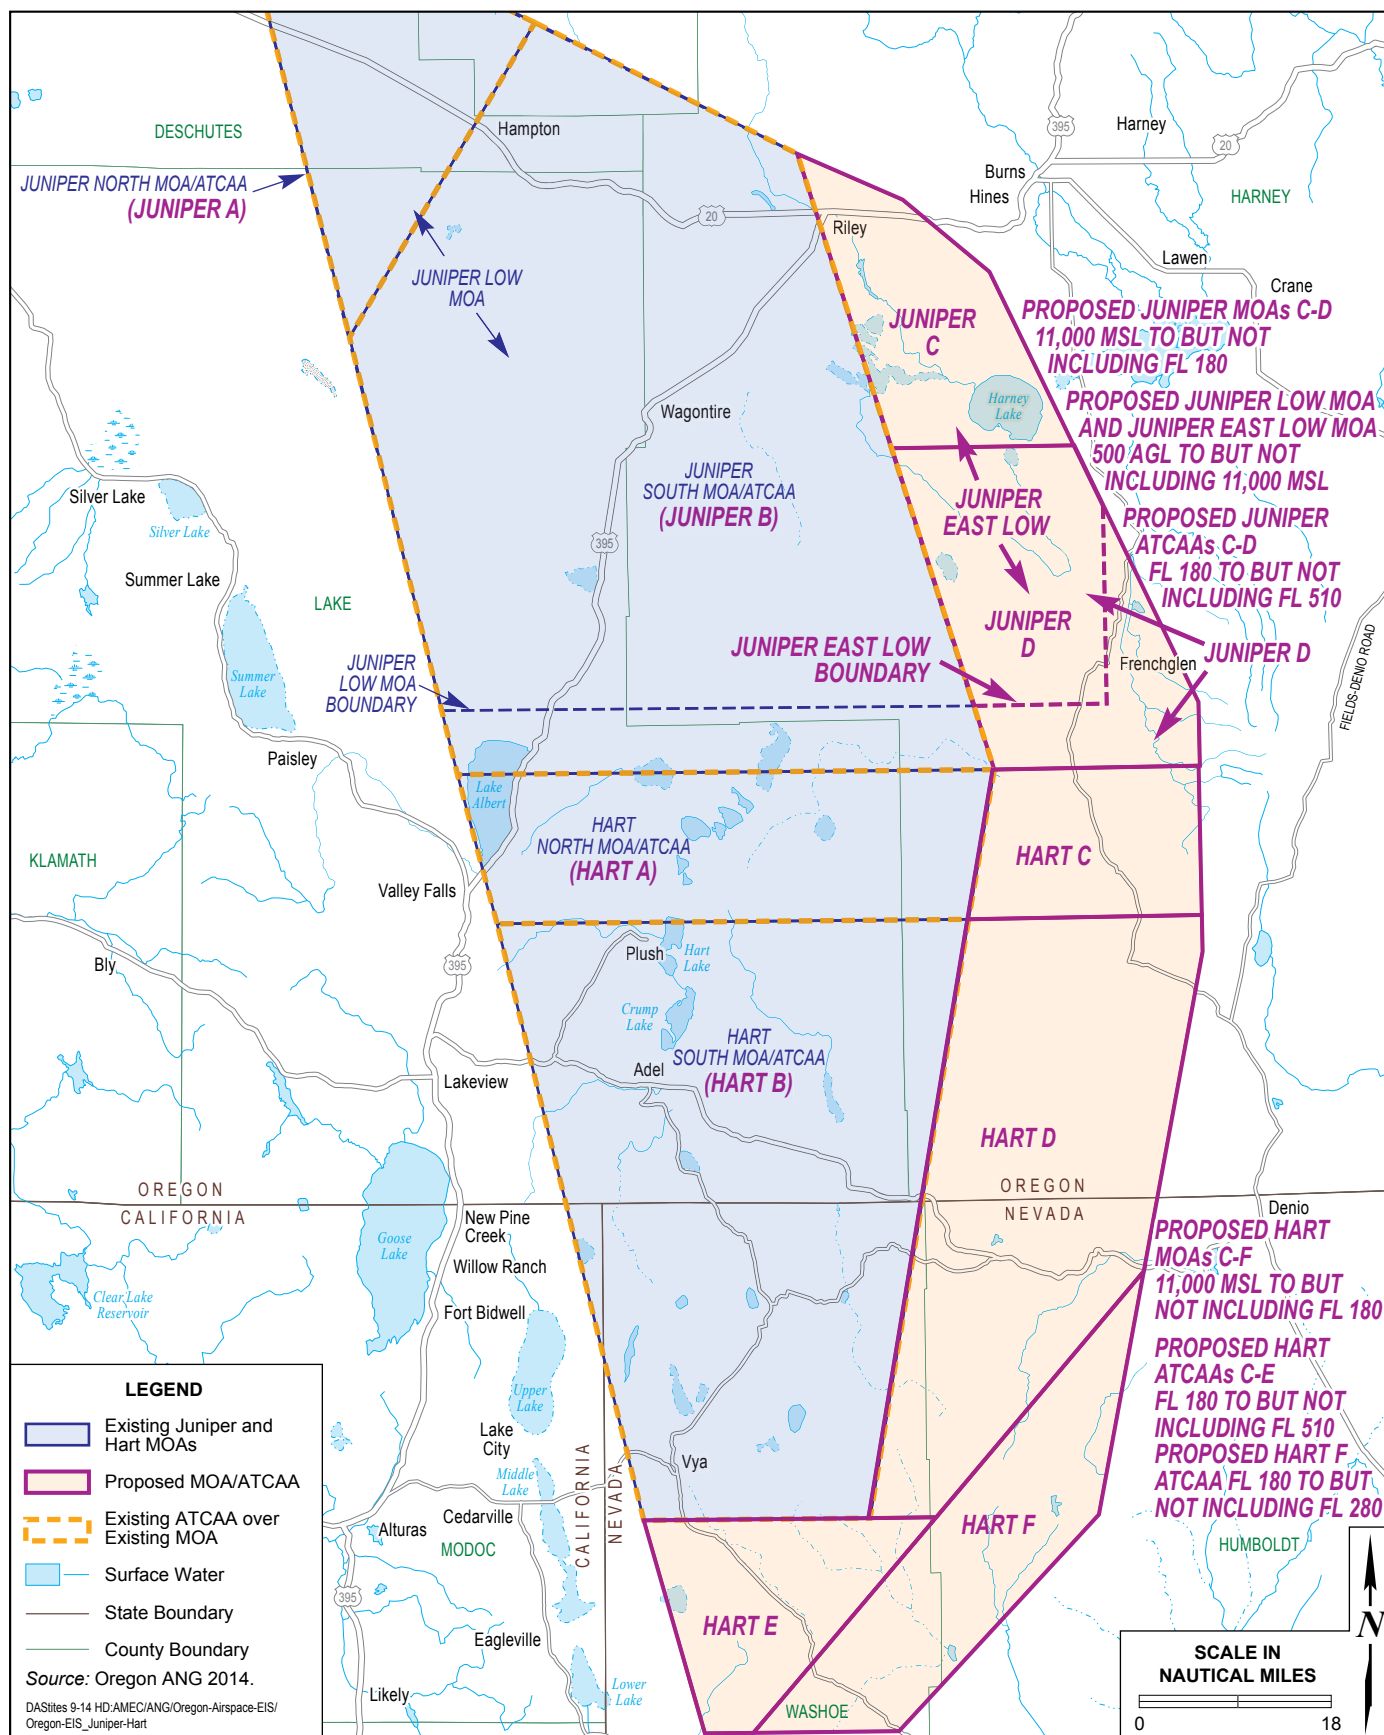 DESCHUTES
Hampton
395
Harney
20
Burns
Hines
HARNEY
JUNIPER NORTH MOA/ATCAA
(JUNIPER A)
20
Riley
Lawen
Crane
JUNIPER LOW
MOA
JUNIPER
C
PROPOSED JUNIPER MOAs C-D
11,000 MSL TO BUT NOT
INCLUDING FL 180
Harney
Lake
PROPOSED JUNIPER LOW MOA
AND JUNIPER EAST LOW MOA
500 AGL TO BUT NOT
INCLUDING 11,000 MSL
Wagontire
JUNIPER
SOUTH MOA/ATCAA
(JUNIPER B)
Silver Lake
Silver Lake
JUNIPER
EAST LOW
PROPOSED JUNIPER
ATCAAs C-D
FL 180 TO BUT NOT
INCLUDING FL 510
395
Summer Lake
LAKE
JUNIPER
D
JUNIPER EAST LOW
BOUNDARY
JUNIPER D
Frenchglen
FIELDS-DENIO ROAD
Summer
Lake
JUNIPER
LOW MOA
BOUNDARY
Paisley
Lake
Albert
HART
NORTH MOA/ATCAA
(HART A)
HART C
KLAMATH
Valley Falls
Bly
395
Plush
Hart
Lake
Crump
Lake
HART
SOUTH MOA/ATCAA
(HART B)
Adel
Lakeview
HART D
OREGON
CALIFORNIA
OREGON
NEVADA
Denio
New Pine
Creek
Goose
Lake
Willow Ranch
Clear Lake
Reservoir
Fort Bidwell
PROPOSED HART
MOAs C-F
11,000 MSL TO BUT
NOT INCLUDING FL 180
PROPOSED HART
ATCAAs C-E
FL 180 TO BUT NOT
INCLUDING FL 510
PROPOSED HART F
ATCAA FL 180 TO BUT
NOT INCLUDING FL 280
Upper
Lake
Lake
City
Middle
Lake
CALIFORNIA
NEVADA
Vya
Cedarville
Alturas
MODOC
HART F
HUMBOLDT
395
HART E
Eagleville
Likely
Lower
Lake
WASHOE
LEGEND
Existing Juniper and
Hart MOAs
Proposed MOA/ATCAA
Existing ATCAA over
Existing MOA
Surface Water
State Boundary
County Boundary
Source: Oregon ANG 2014.
DAStites 9-14 HD:AMEC/ANG/Oregon-Airspace-EIS/
Oregon-EIS_Juniper-Hart
N
SCALE IN
NAUTICAL MILES
0 18